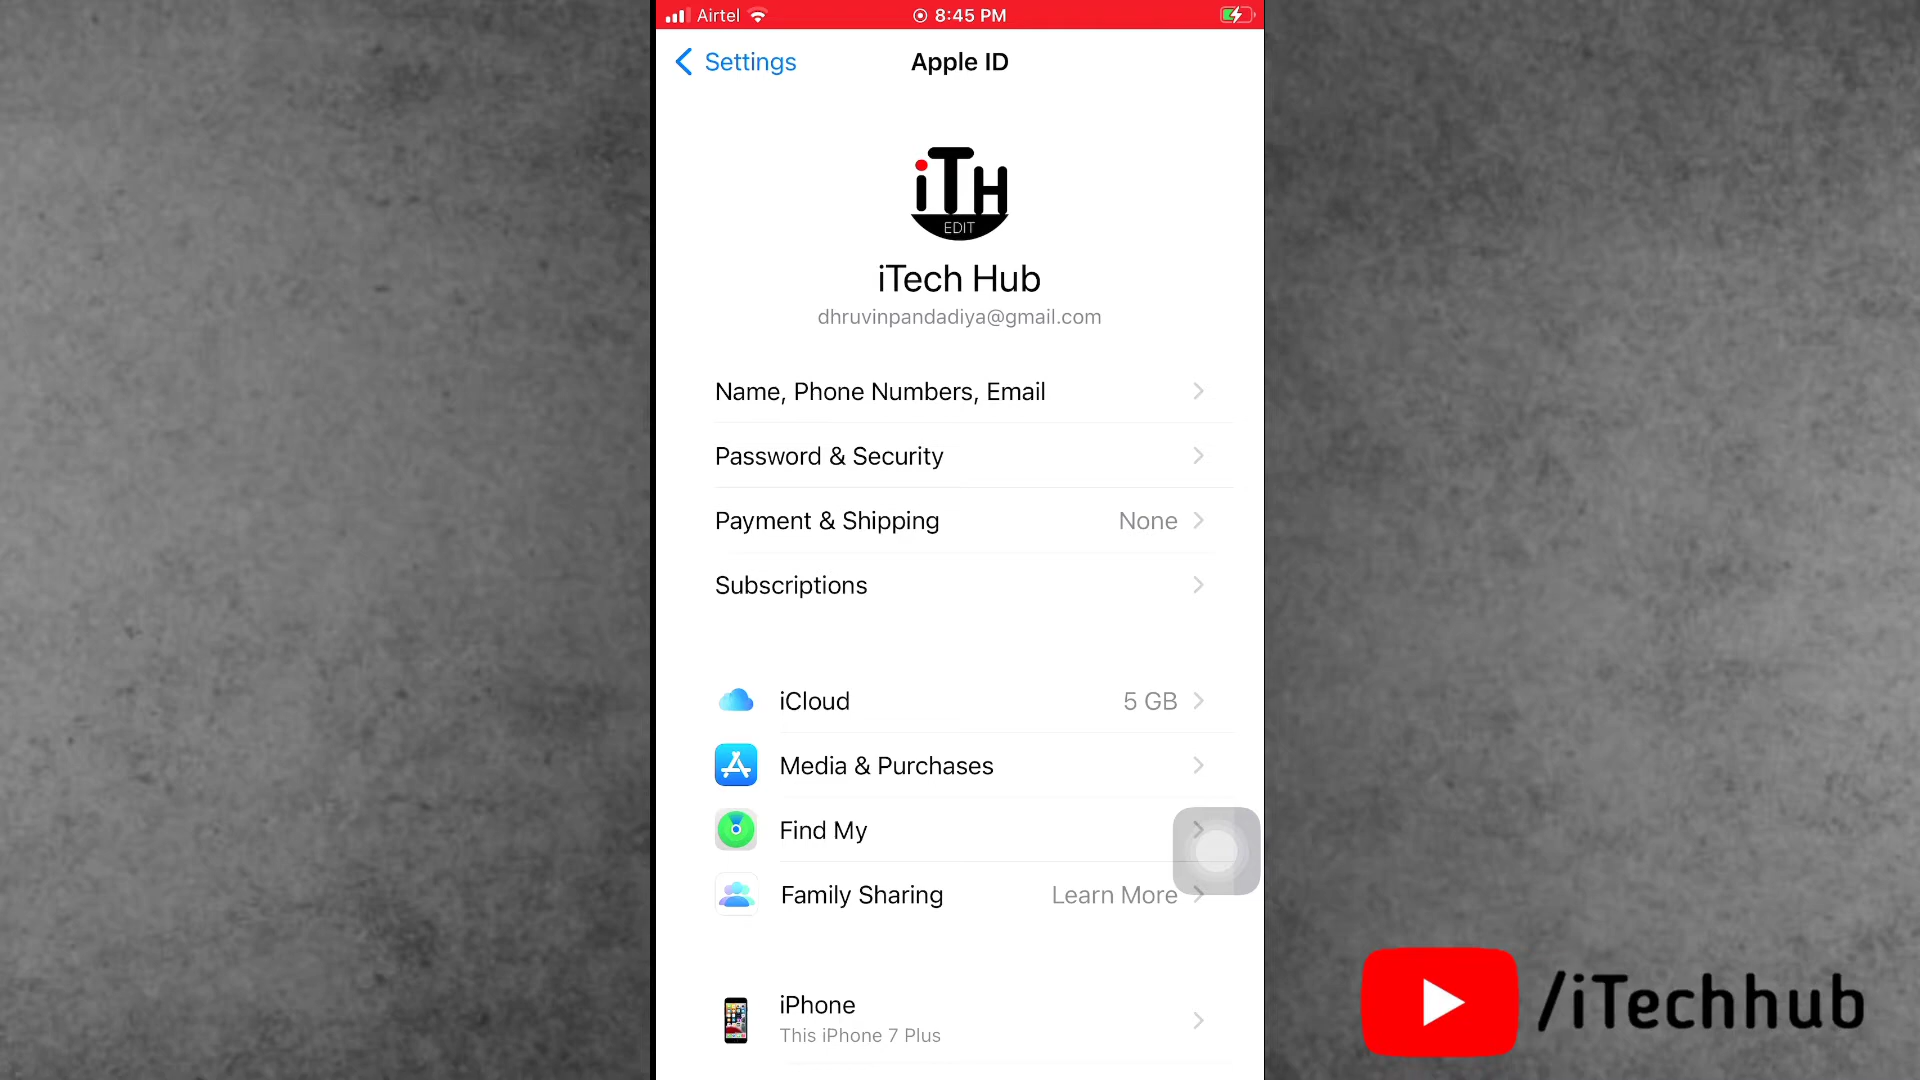 Airtel 8:45 PM
Settings Apple ID
iTH
EDIT
iTech Hub
dhruvinpandadiya@gmail.com
Name, Phone Numbers, Email
Password & Security
Payment & Shipping None
Subscriptions
iCloud 5 GB
Media & Purchases
Find My
Family Sharing Learn More
iPhone
This iPhone 7 Plus
/iTechhub